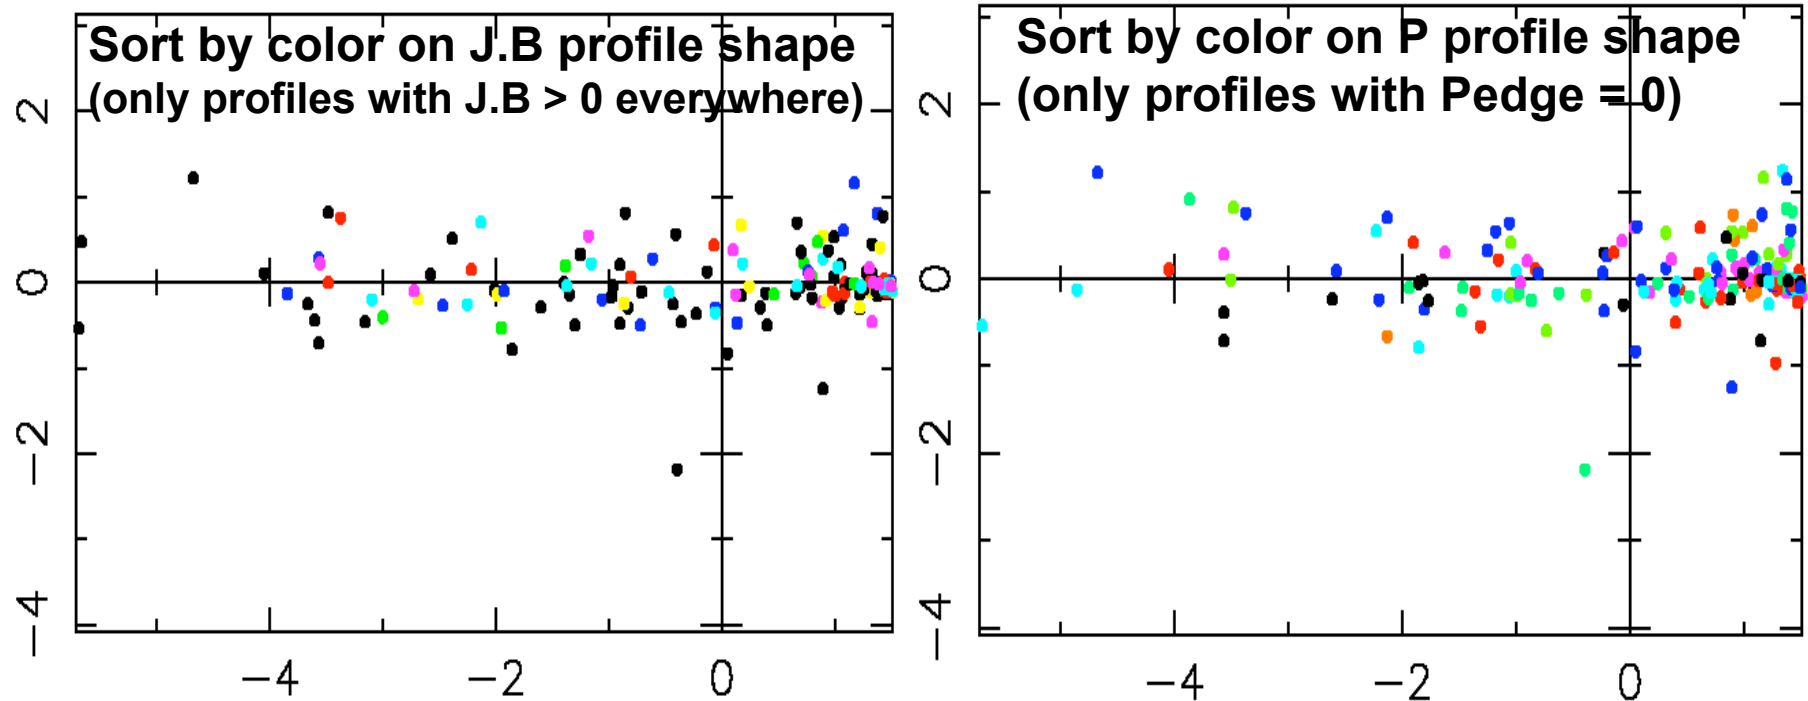 Sort by color on J.B profile shape
(only profiles with J.B > 0 everywhere)
2
0
−2
−4
−4 −2 0
Sort by color on P profile shape
(only profiles with Pedge = 0)
2
0
−2
−4
−4 −2 0